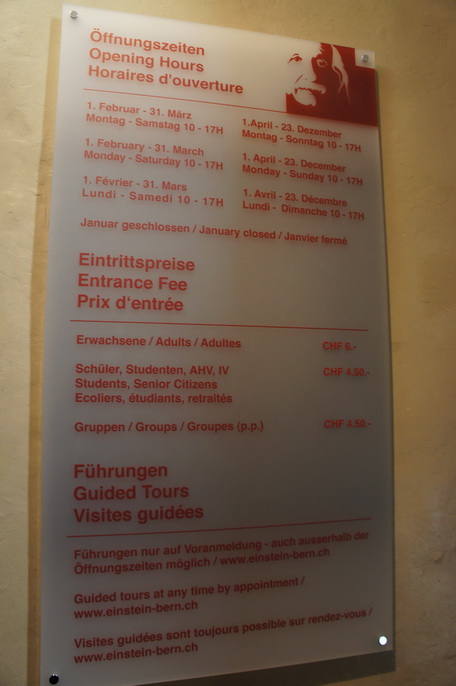 Öffnungszeiten
Opening Hours
Horaires d'ouverture
1. Februar - 31. März
Montag - Samstag 10 - 17H
1. February - 31. March
Monday - Saturday 10 - 17H
1. Février - 31. Mars
Lundi - Samedi 10 - 17H
1.April - 23. Dezember
Montag - Sonntag 10 - 17H
1. April - 23. December
Monday - Sunday 10 - 17H
1. Avril - 23. Décembre
Lundi - Dimanche 10 - 17H
Januar geschlossen / January closed / Janvier fermé
Eintrittspreise
Entrance Fee
Prix d'entrée
Erwachsene / Adults / Adultes CHF 6.-
Schüler, Studenten, AHV, IV CHF 4.50.-
Students, Senior Citizens
Ecoliers, étudiants, retraités
Gruppen / Groups / Groupes (p.p.) CHF 4.50.-
Führungen
Guided Tours
Visites guidées
Führungen nur auf Voranmeldung - auch ausserhalb der
Öffnungszeiten möglich / www.einstein-bern.ch
Guided tours at any time by appointment /
www.einstein-bern.ch
Visites guidées sont toujours possible sur rendez-vous /
www.einstein-bern.ch